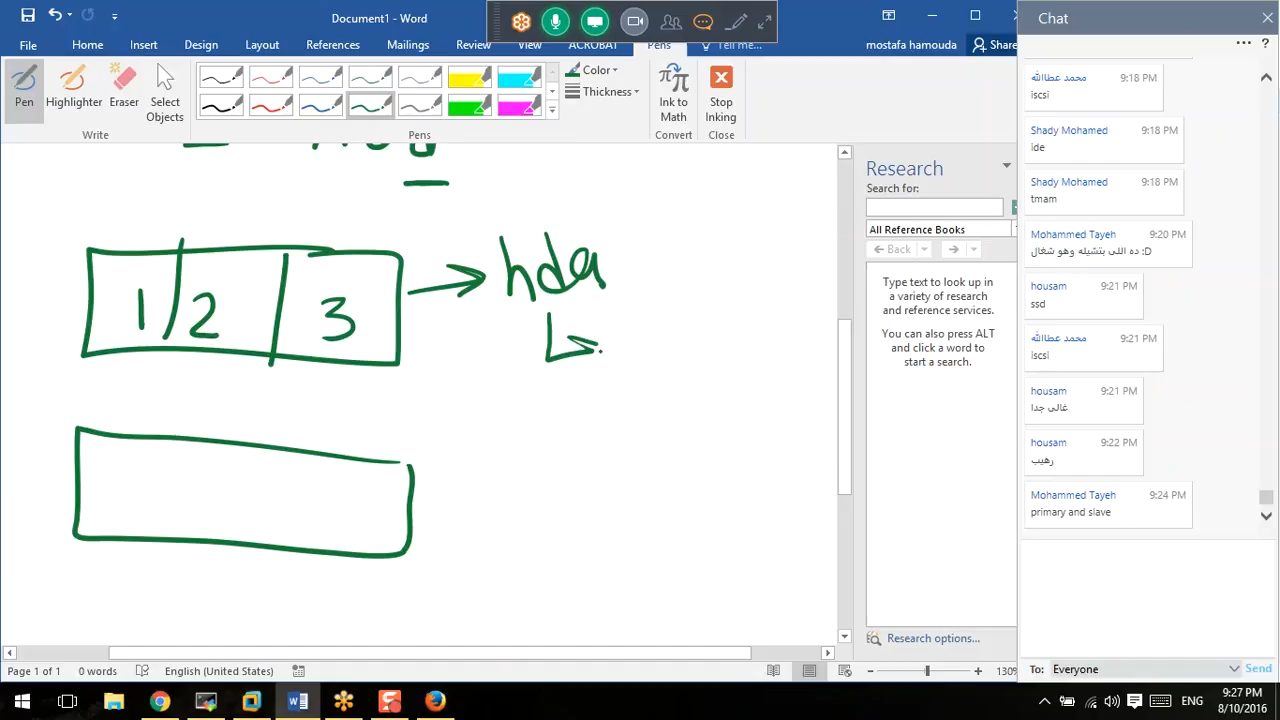 Document1 - Word
mostafa hamouda
Share
File
Home
Insert
Design
Layout
References
Mailings
Review
View
ACROBAT
Pens
Tell me...
Pen
Highlighter
Eraser
Select Objects
Color
Thickness
Ink to Math
Stop Inking
Write
Pens
Convert
Close
1 2 3
hda
Research
Search for:
All Reference Books
Back
Type text to look up in
a variety of research
and reference services.
You can also press ALT
and click a word to
start a search.
Research options...
Chat
محمد عطاالله 9:18 PM
iscsi
Shady Mohamed 9:18 PM
Ide
Shady Mohamed 9:18 PM
tmam
Mohammed Tayeh 9:20 PM
ده اللى بتشيله وهو شغال :D
housam 9:21 PM
ssd
محمد عطاالله 9:21 PM
iscsi
housam 9:21 PM
غالى جدا
housam 9:22 PM
رهيب
Mohammed Tayeh 9:24 PM
primary and slave
To: Everyone
Send
Page 1 of 1
0 words
English (United States)
130%
ENG
9:27 PM
8/10/2016